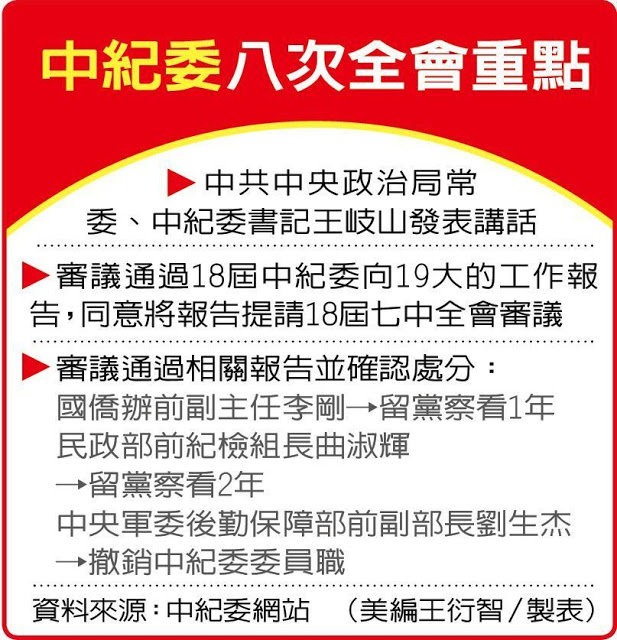 中紀委八次全會重點
▶中共中央政治局常
委、中紀委書記王岐山發表講話
▶審議通過18屆中紀委向19大的工作報
告，同意將報告提請18屆七中全會審議
▶審議通過相關報告並確認處分：
國僑辦前副主任李剛→留黨察看1年
民政部前紀檢組長曲淑輝
→留黨察看2年
中央軍委後勤保障部前副部長劉生杰
→撤銷中紀委委員職
資料來源：中紀委網站　（美編王衍智/製表）